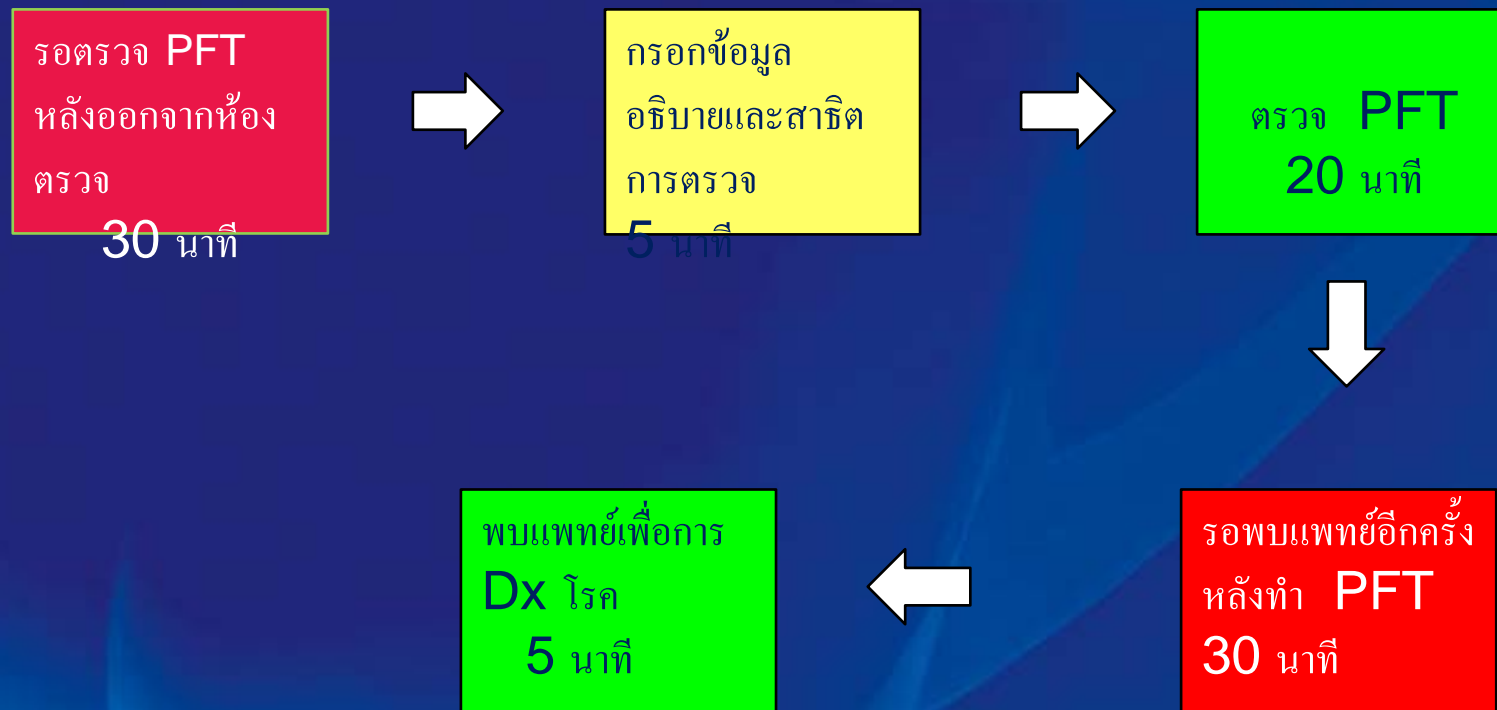 รอตรวจ PFT
หลังออกจากห้อง
ตรวจ
30 นาที
กรอกข้อมูล
อธิบายและสาธิต
การตรวจ
5 นาที
ตรวจ PFT
20 นาที
รอพบแพทย์อีกครั้ง
หลังทำ PFT
30 นาที
พบแพทย์เพื่อการ
Dx โรค
5 นาที